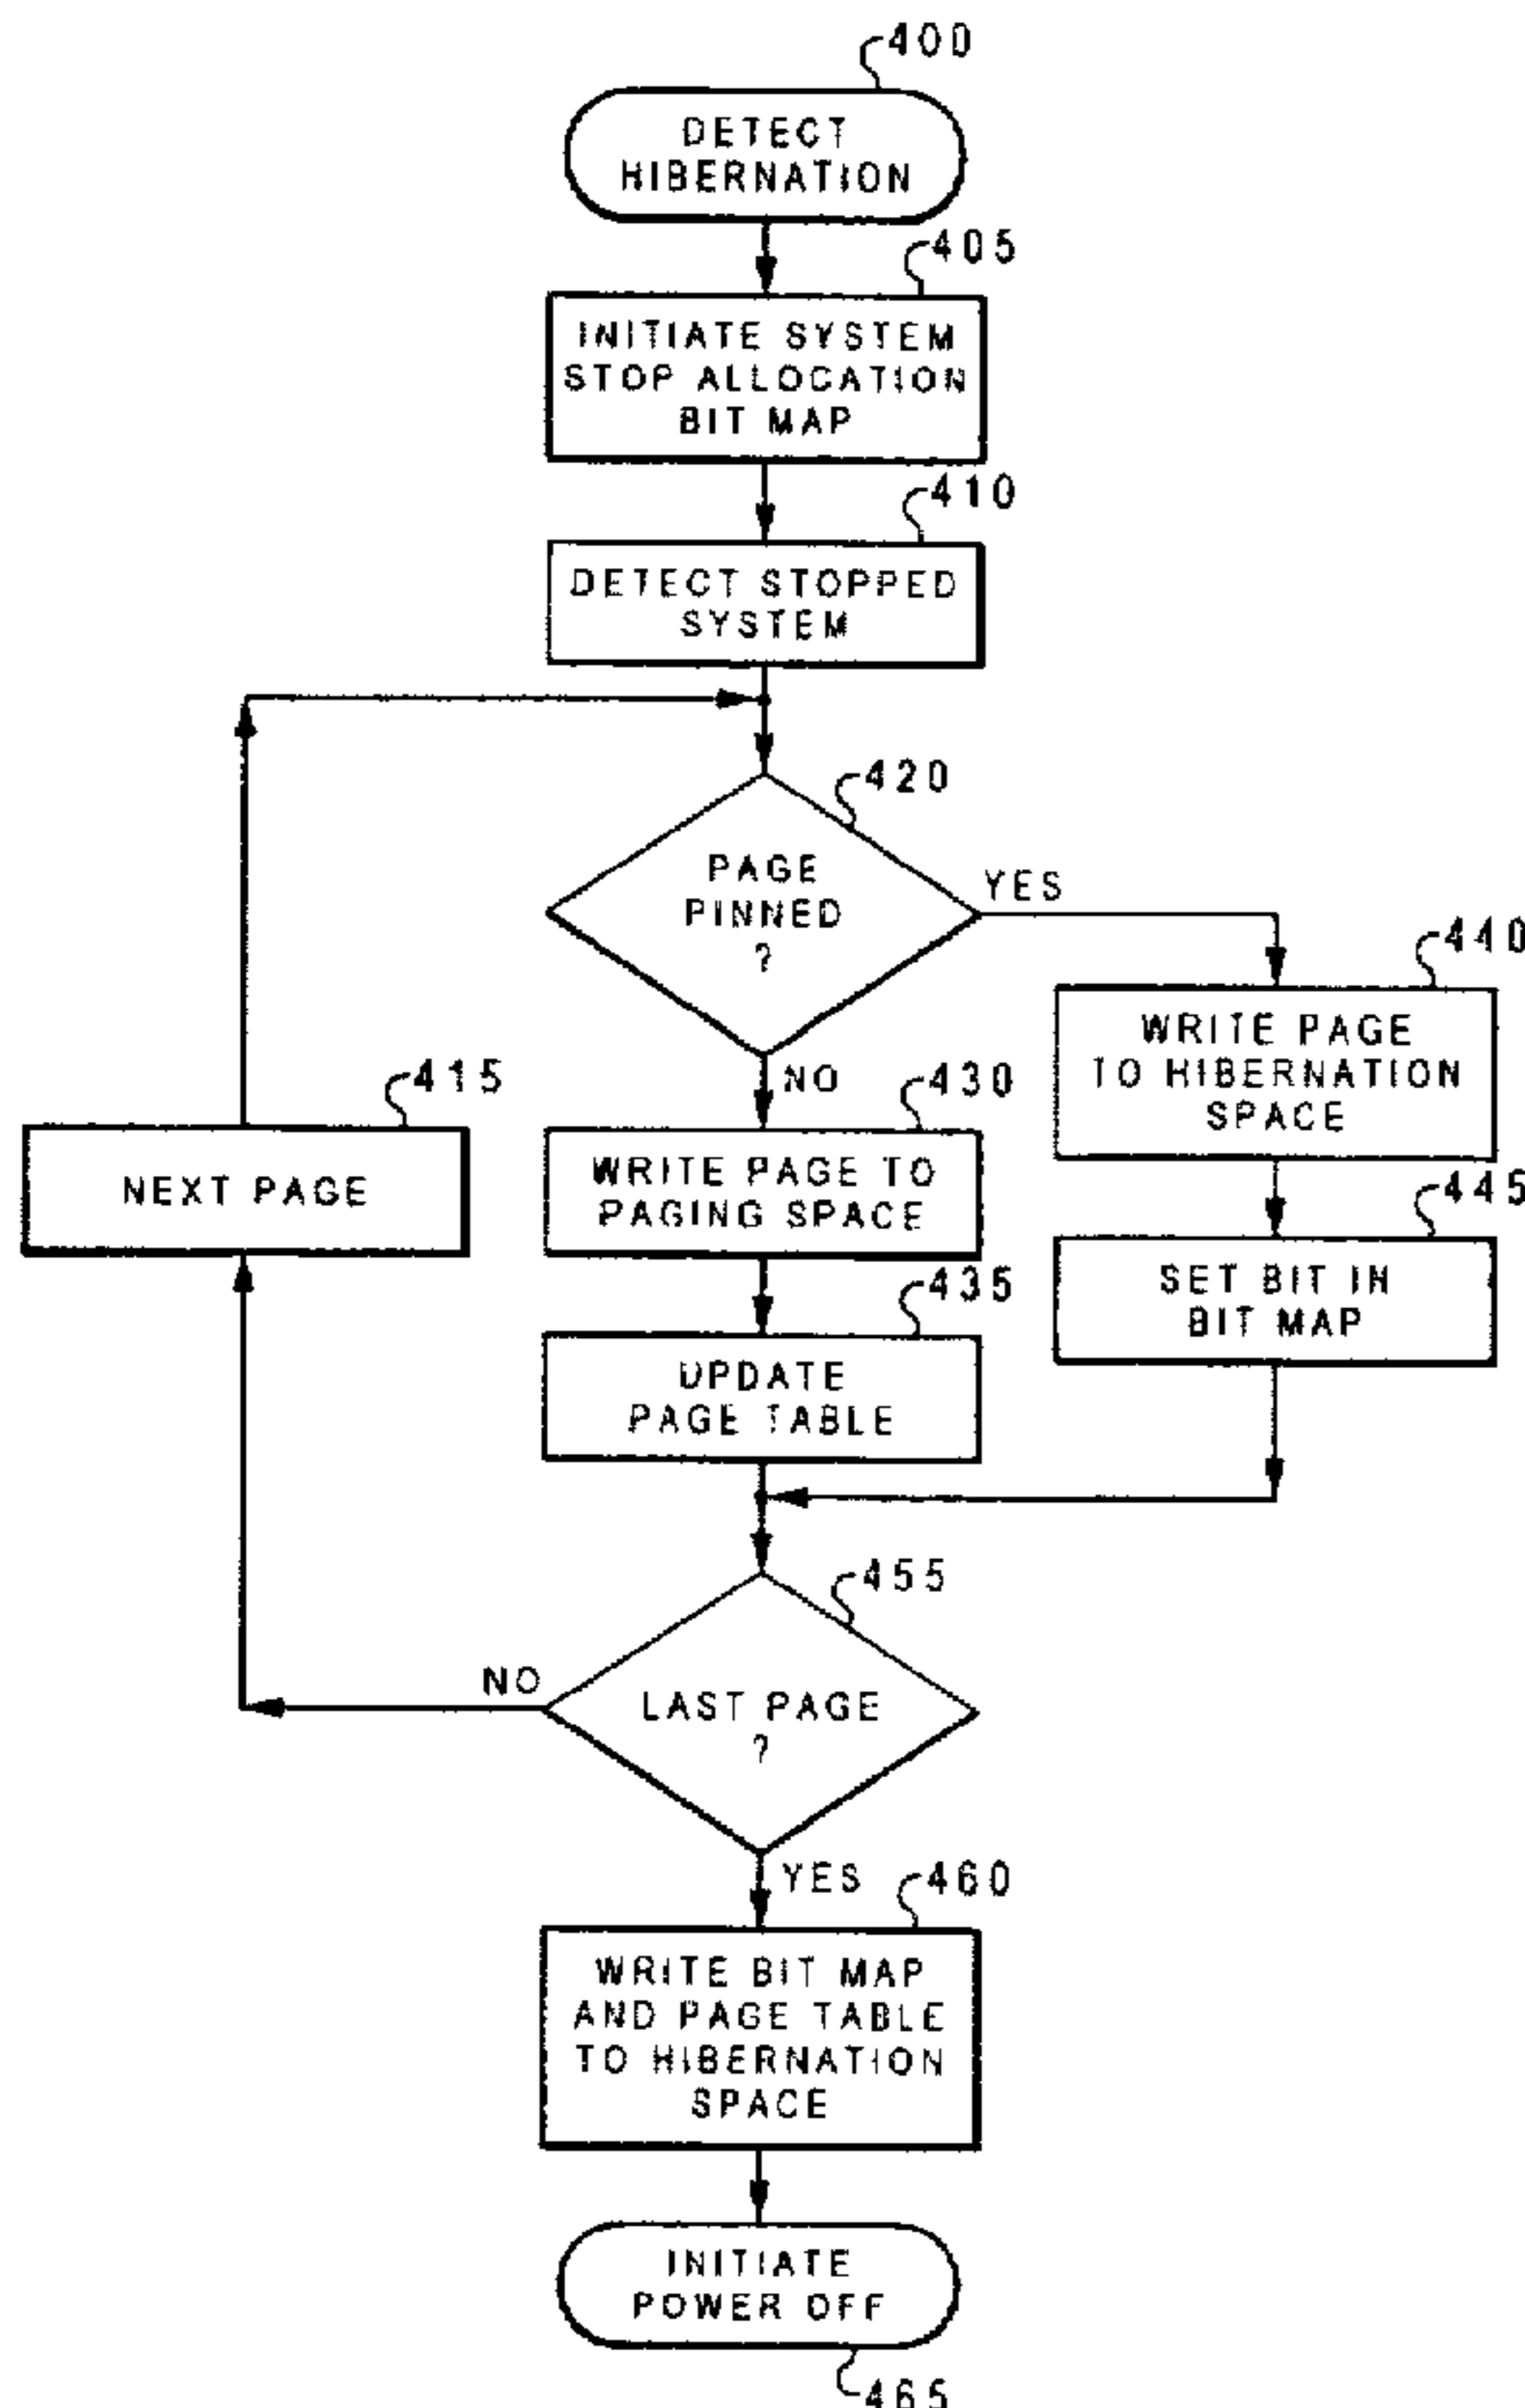 400
DETECT
HIBERNATION
405
INITIATE SYSTEM
STOP ALLOCATION
BIT MAP
410
DETECT STOPPED
SYSTEM
420
PAGE
PINNED
?
YES
440
WRITE PAGE
TO HIBERNATION
SPACE
NO
415
NEXT PAGE
430
WRITE PAGE TO
PAGING SPACE
445
SET BIT IN
BIT MAP
435
UPDATE
PAGE TABLE
455
NO
LAST PAGE
?
YES
460
WRITE BIT MAP
AND PAGE TABLE
TO HIBERNATION
SPACE
INITIATE
POWER OFF
465